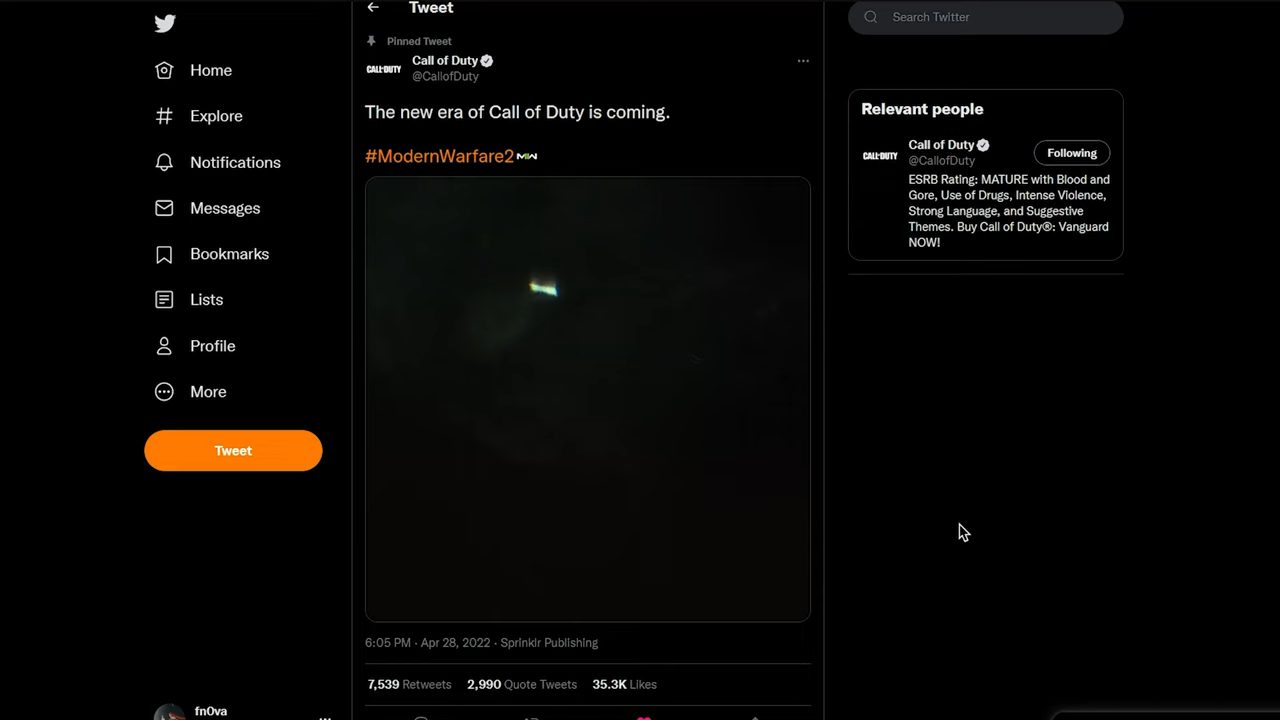 Tweet
Search Twitter
Pinned Tweet
Call of Duty
@CallofDuty
The new era of Call of Duty is coming.
#ModernWarfare2
Home
Explore
Notifications
Messages
Bookmarks
Lists
Profile
More
Tweet
CALL OF DUTY
6:05 PM · Apr 28, 2022 · Sprinklr Publishing
7,539 Retweets 2,990 Quote Tweets 35.3K Likes
Relevant people
CALL OF DUTY
Call of Duty
@CallofDuty
Following
ESRB Rating: MATURE with Blood and
Gore, Use of Drugs, Intense Violence,
Strong Language, and Suggestive
Themes. Buy Call of Duty®: Vanguard
NOW!
fn0va